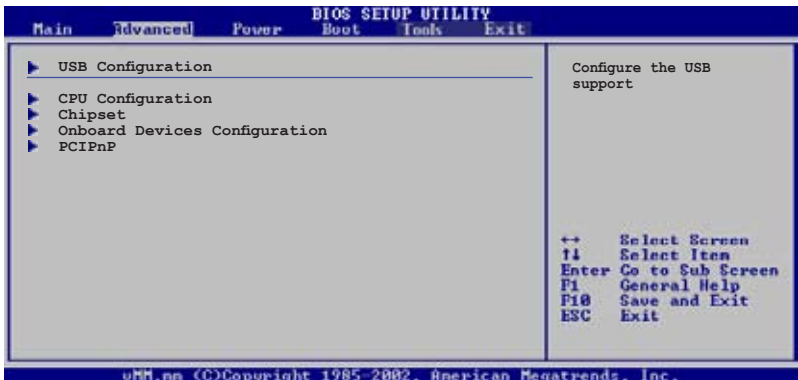 BIOS SETUP UTILITY
Main Advanced Power Boot Tools Exit
USB Configuration
CPU Configuration
Chipset
Onboard Devices Configuration
PCIPnP
Configure the USB
support
←→ Select Screen
↑↓ Select Item
Enter Go to Sub Screen
F1 General Help
F10 Save and Exit
ESC Exit
vMM.nn (C)Copyright 1985-2002, American Megatrends, Inc.